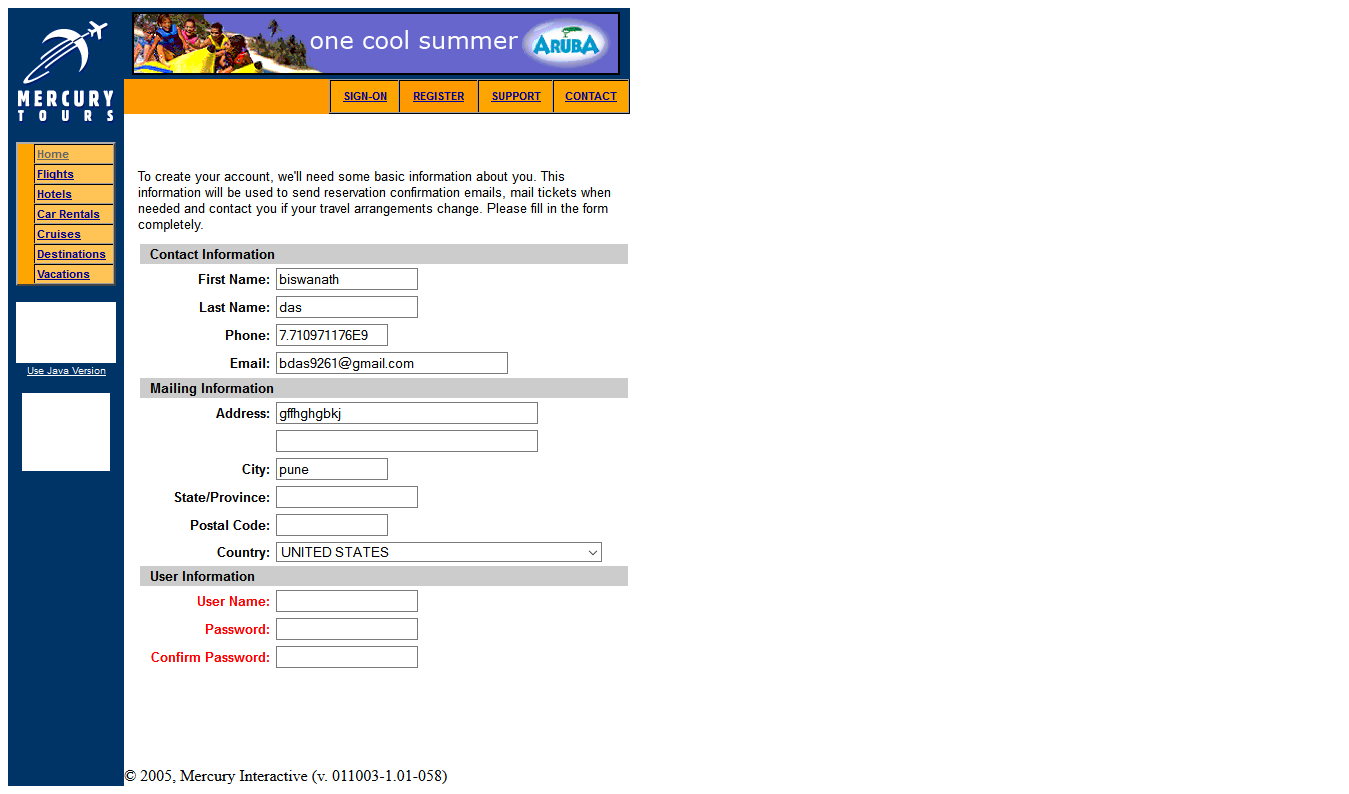 one cool summer ARUBA
MERCURY
TOURS
SIGN-ON REGISTER SUPPORT CONTACT
Home
Flights
Hotels
Car Rentals
Cruises
Destinations
Vacations
Use Java Version
To create your account, we'll need some basic information about you. This
information will be used to send reservation confirmation emails, mail tickets when
needed and contact you if your travel arrangements change. Please fill in the form
completely.
Contact Information
First Name: biswanath
Last Name: das
Phone: 7.710971176E9
Email: bdas9261@gmail.com
Mailing Information
Address: gffhghgbkj
City: pune
State/Province:
Postal Code:
Country: UNITED STATES
User Information
User Name:
Password:
Confirm Password:
© 2005, Mercury Interactive (v. 011003-1.01-058)